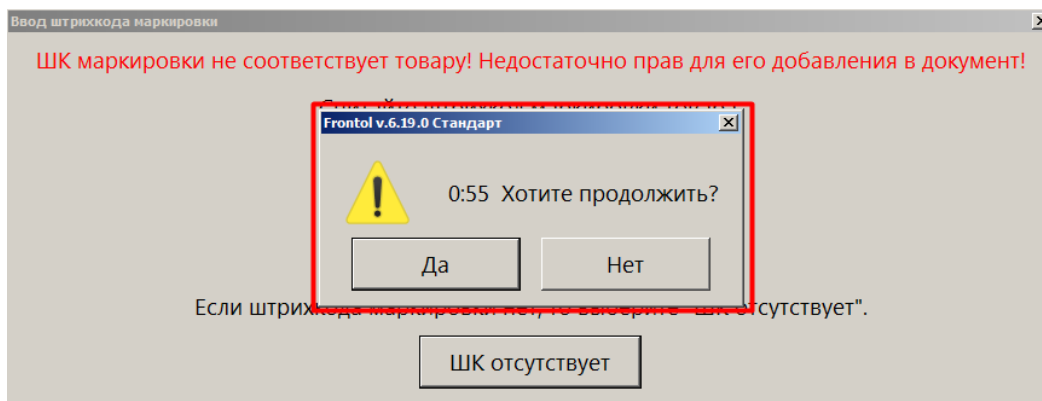 Ввод штрихкода маркировки
ШК маркировки не соответствует товару! Недостаточно прав для его добавления в документ!
Frontol v.6.19.0 Стандарт
0:55 Хотите продолжить?
Да
Нет
Если штрихкода маркировки нет, то выберите "ШК отсутствует".
ШК отсутствует